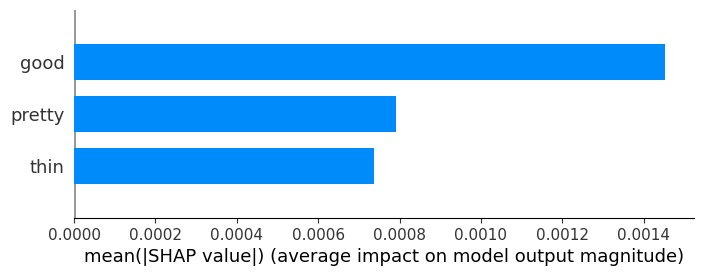 good
pretty
thin
0.0000 0.0002 0.0004 0.0006 0.0008 0.0010 0.0012 0.0014
mean(|SHAP value|) (average impact on model output magnitude)